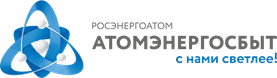 РОСЭНЕРГОАТОМ
АТОМЭНЕРГОСБЫТ
с нами светлее!